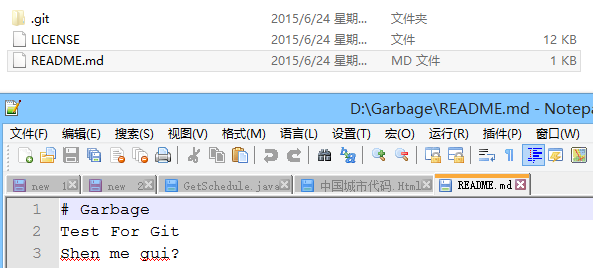 .git 2015/6/24 星期... 文件夹
LICENSE 2015/6/24 星期... 文件 12 KB
README.md 2015/6/24 星期... MD 文件 1 KB
D:\Garbage\README.md - Notepa
文件(F) 编辑(E) 搜索(S) 视图(V) 格式(M) 语言(L) 设置(T) 宏(O) 运行(R) 插件(P) 窗口(W)
new 1 new 2 GetSchedule.java 中国城市代码.Html README.md
1 # Garbage
2 Test For Git
3 Shen me gui?